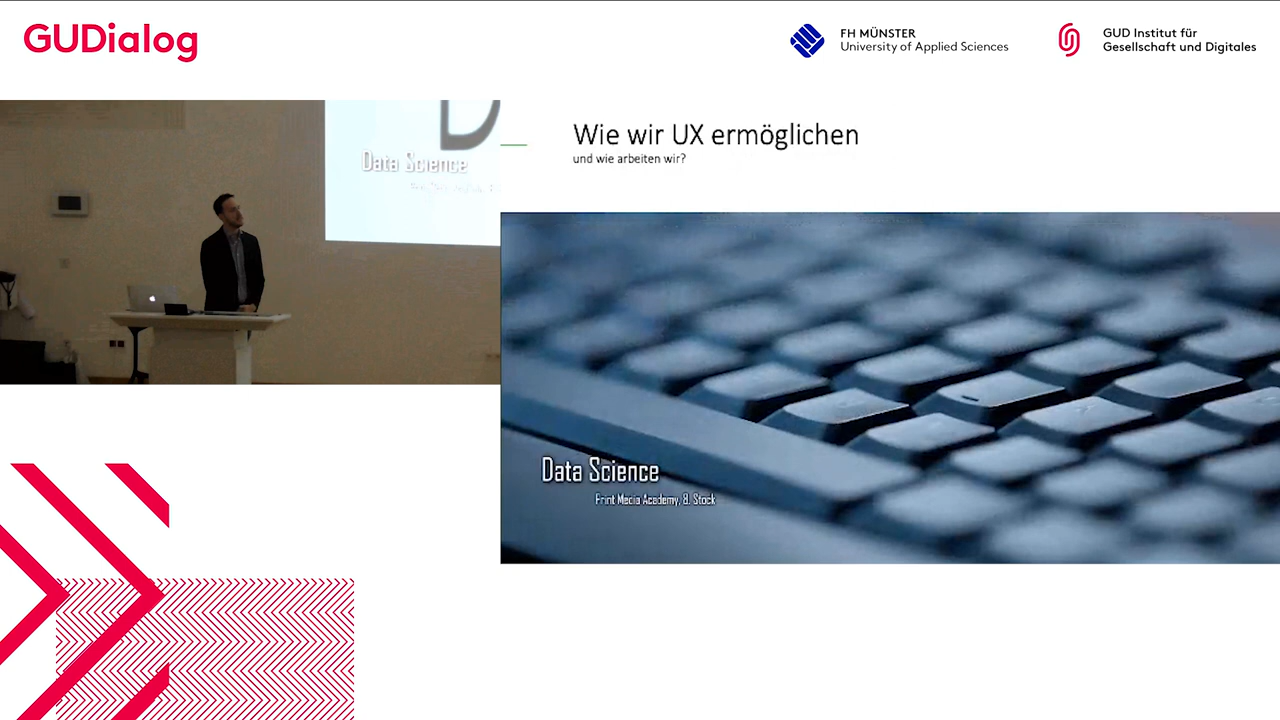 GUDialog
FH MÜNSTER
University of Applied Sciences
GUD Institut für
Gesellschaft und Digitales
Data Science
Wie wir UX ermöglichen
und wie arbeiten wir?
Data Science
Print Media Academy, 8. Stock